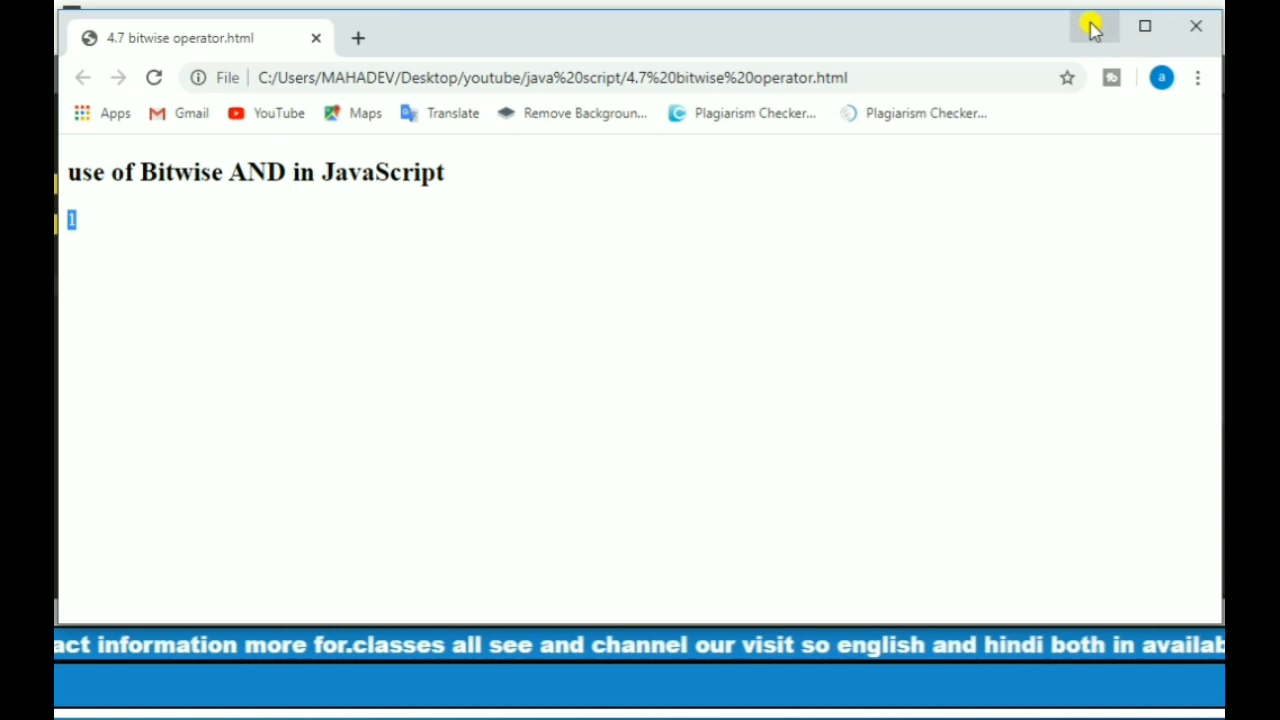 4.7 bitwise operator.html
File C:/Users/MAHADEV/Desktop/youtube/java%20script/4.7%20bitwise%20operator.html
a
Apps Gmail YouTube Maps Translate Remove Backgroun... Plagiarism Checker... Plagiarism Checker...
use of Bitwise AND in JavaScript
1
act information more for.classes all see and channel our visit so english and hindi both in availab